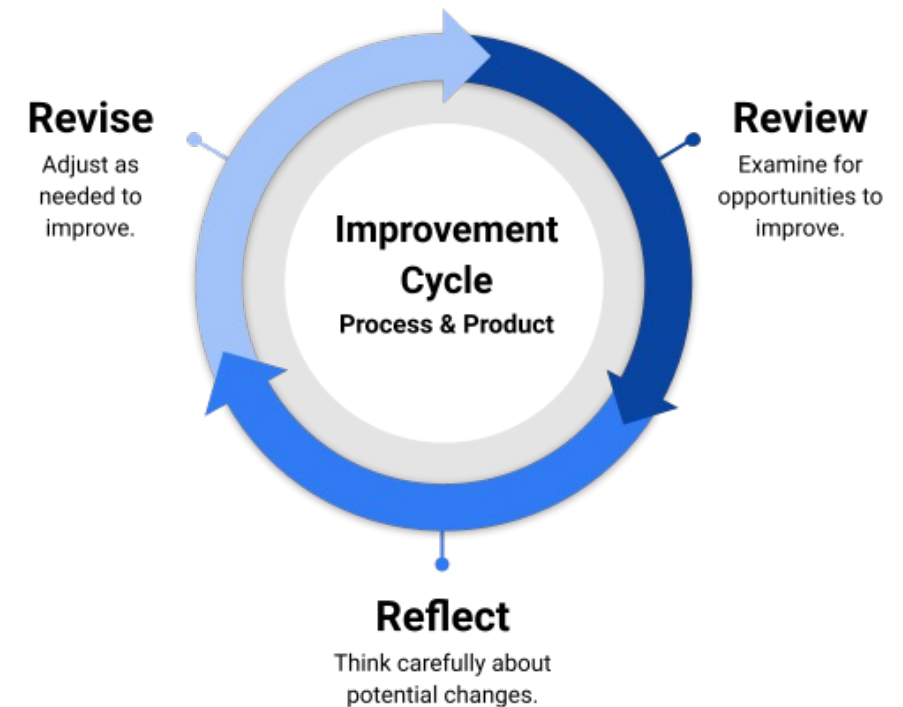 Revise
Adjust as
needed to
improve.
Review
Examine for
opportunities to
improve.
Improvement
Cycle
Process & Product
Reflect
Think carefully about
potential changes.